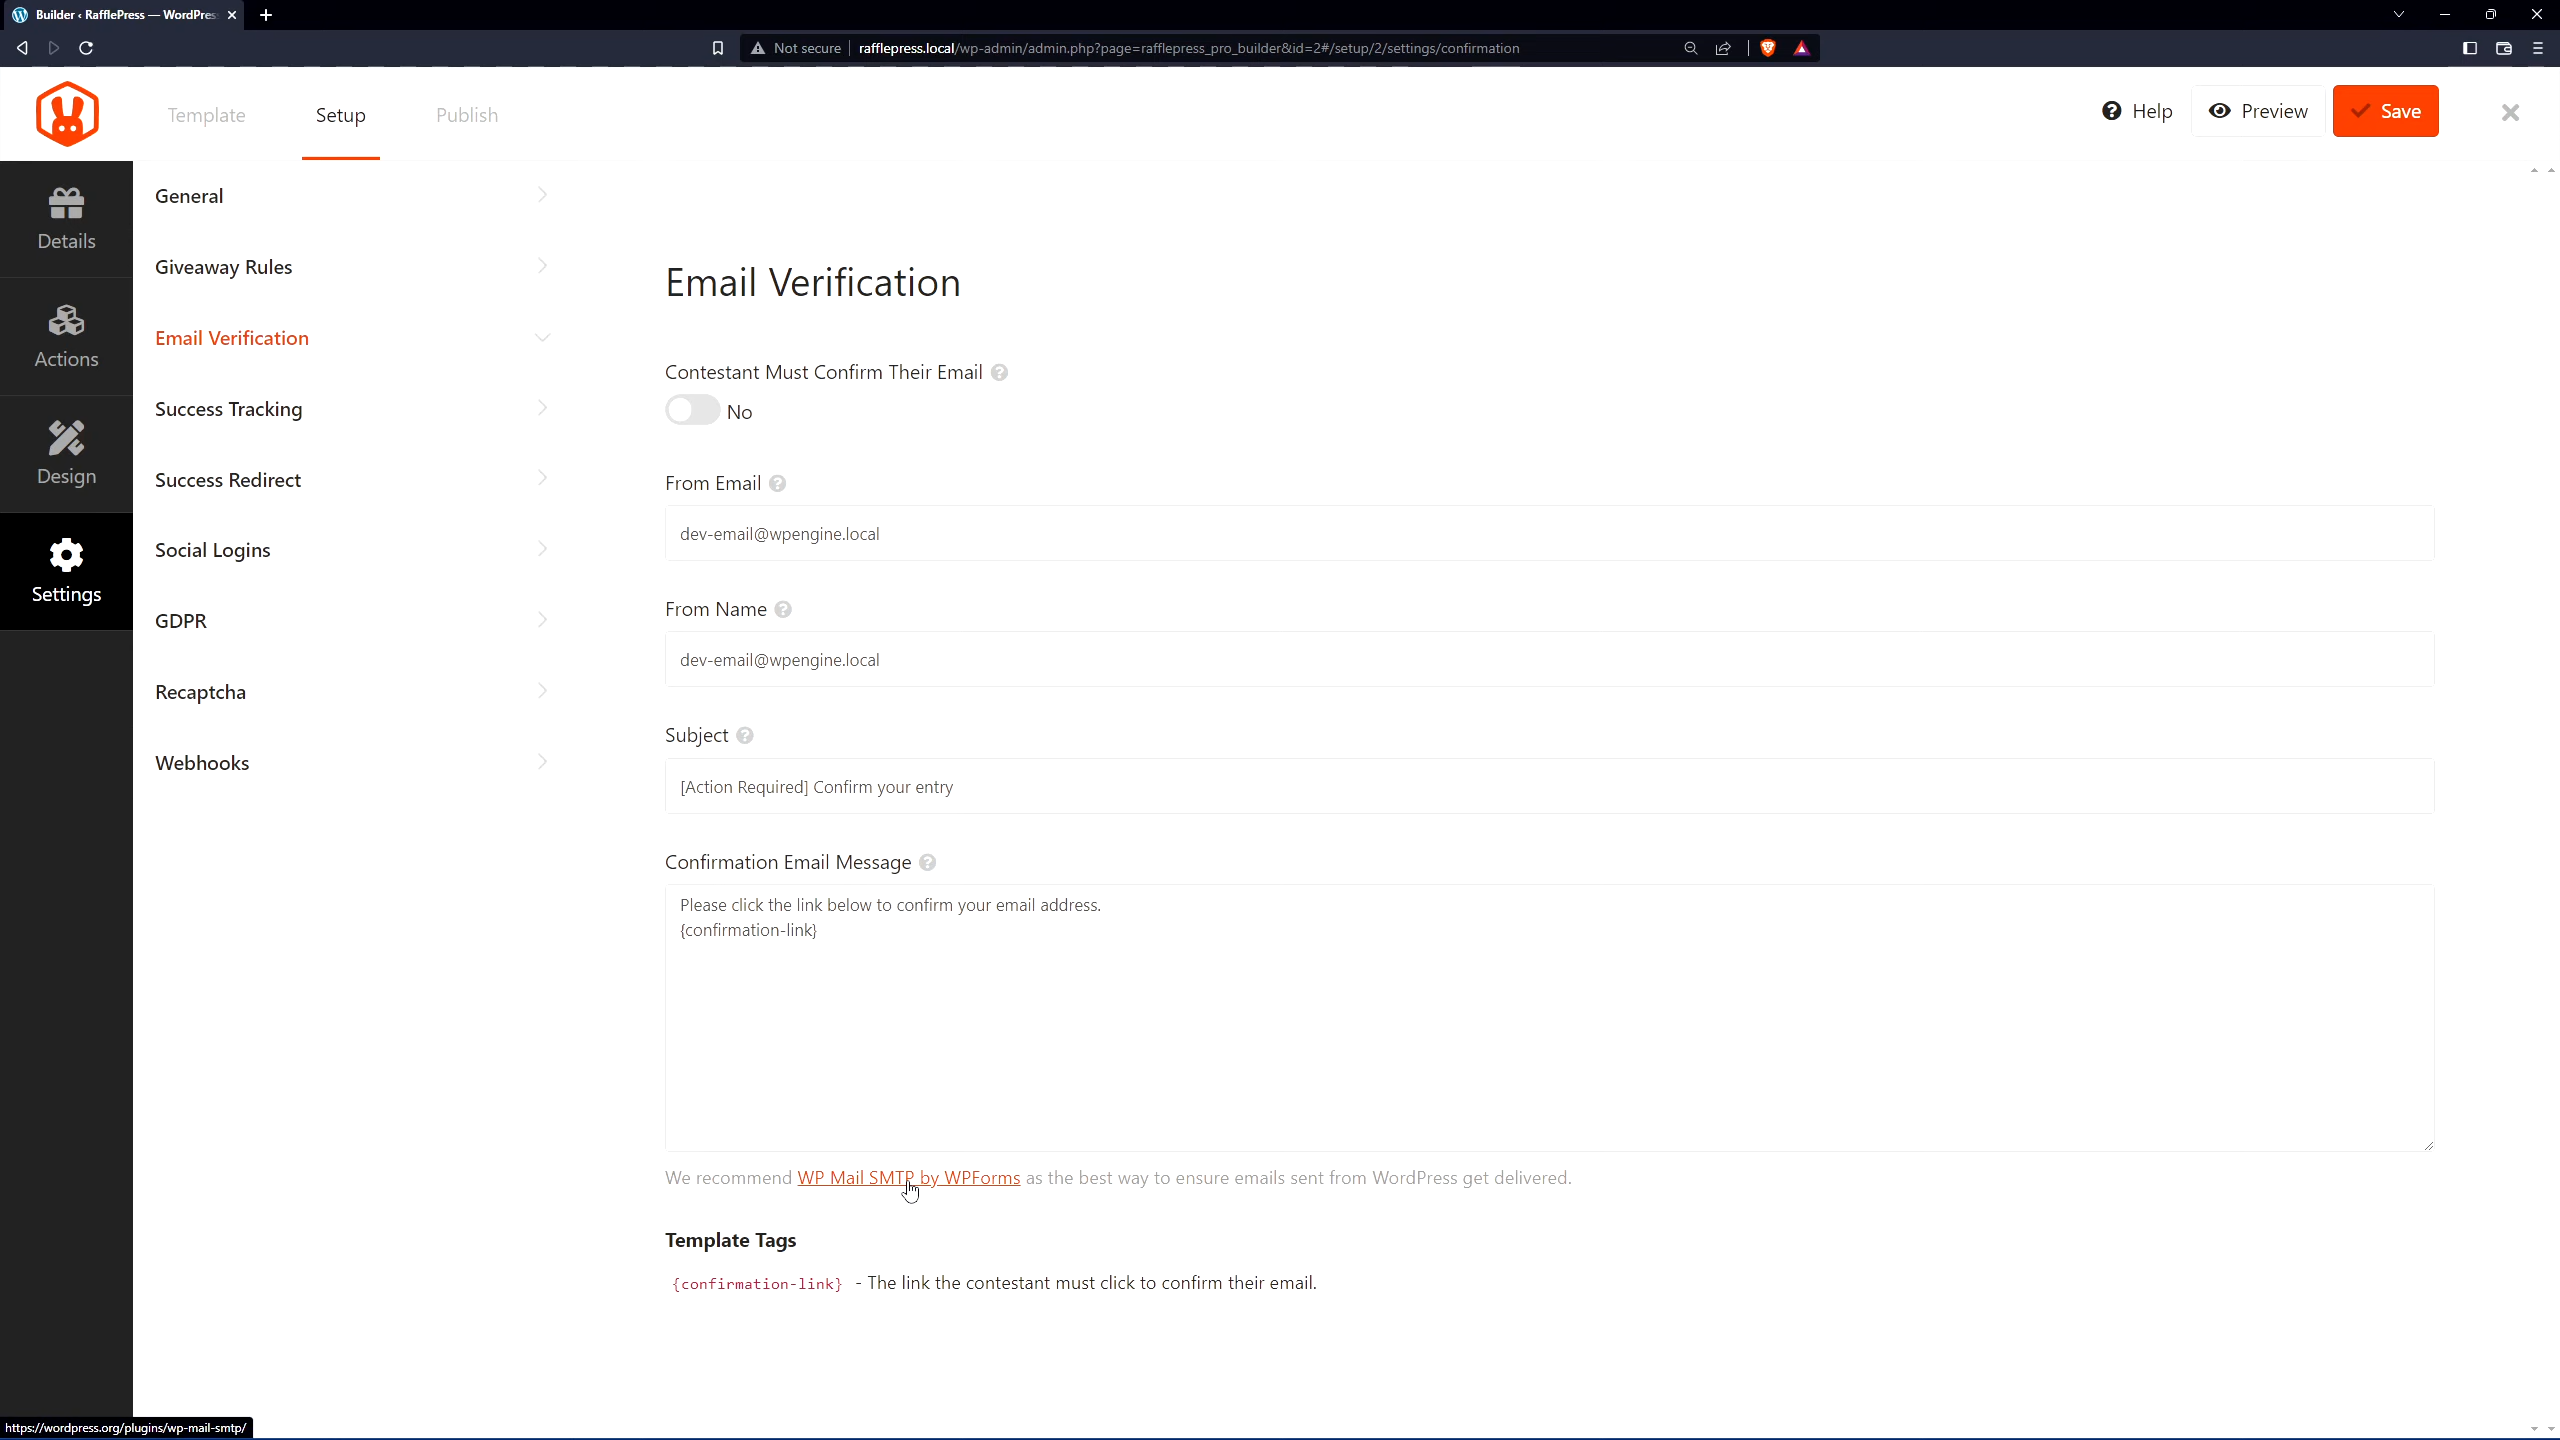 Builder ‹ RafflePress — WordPres
Not secure
rafflepress.local/wp-admin/admin.php?page=rafflepress_pro_builder&id=2#/setup/2/settings/confirmation
Template
Setup
Publish
Help
Preview
Save
Details
Actions
Design
Settings
General
Giveaway Rules
Email Verification
Success Tracking
Success Redirect
Social Logins
GDPR
Recaptcha
Webhooks
Email Verification
Contestant Must Confirm Their Email ?
No
From Email ?
dev-email@wpengine.local
From Name ?
dev-email@wpengine.local
Subject ?
[Action Required] Confirm your entry
Confirmation Email Message ?
Please click the link below to confirm your email address.
{confirmation-link}
We recommend WP Mail SMTP by WPForms as the best way to ensure emails sent from WordPress get delivered.
Template Tags
{confirmation-link} - The link the contestant must click to confirm their email.
https://wordpress.org/plugins/wp-mail-smtp/